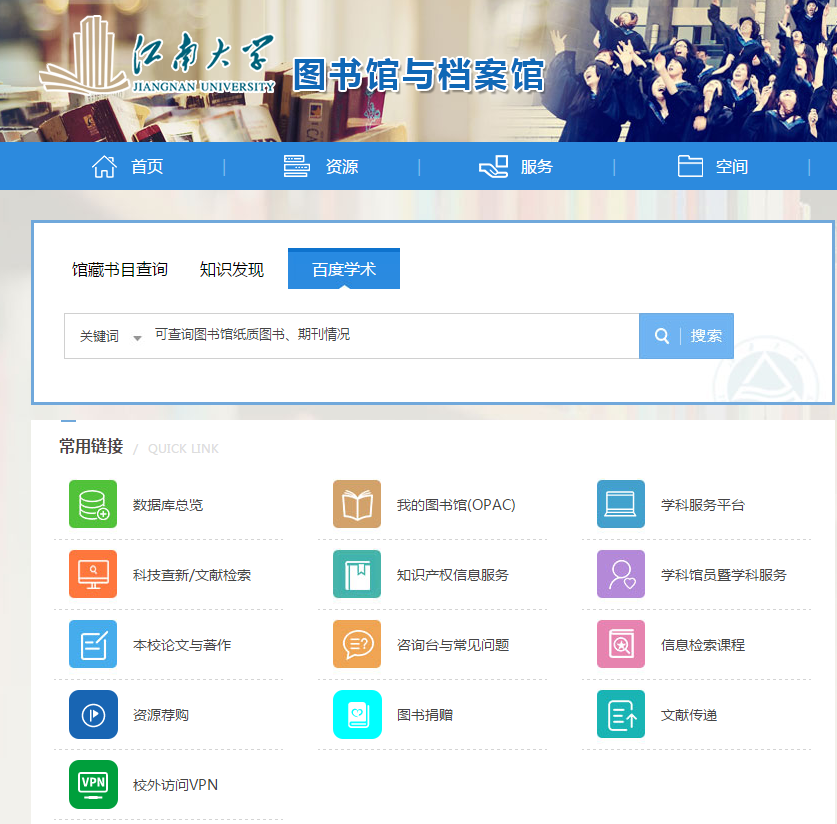 江南大学
JIANGNAN UNIVERSITY
图书馆与档案馆
首页
资源
服务
空间
馆藏书目查询
知识发现
百度学术
关键词
可查询图书馆纸质图书、期刊情况
搜索
常用链接 / QUICK LINK
数据库总览
我的图书馆(OPAC)
学科服务平台
科技查新/文献检索
知识产权信息服务
学科馆员暨学科服务
本校论文与著作
咨询台与常见问题
信息检索课程
资源荐购
图书捐赠
文献传递
VPN
校外访问VPN